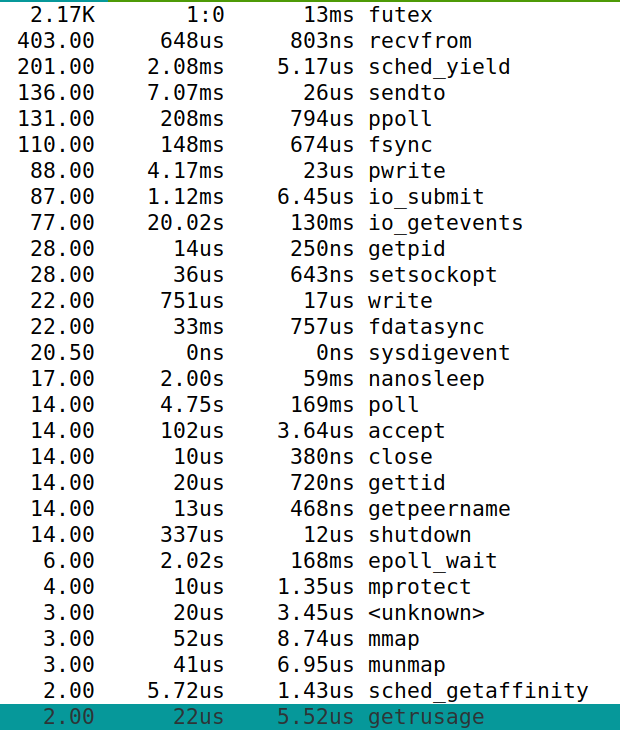 2.17K 1:0 13ms futex
403.00 648us 803ns recvfrom
201.00 2.08ms 5.17us sched_yield
136.00 7.07ms 26us sendto
131.00 208ms 794us ppoll
110.00 148ms 674us fsync
88.00 4.17ms 23us pwrite
87.00 1.12ms 6.45us io_submit
77.00 20.02s 130ms io_getevents
28.00 14us 250ns getpid
28.00 36us 643ns setsockopt
22.00 751us 17us write
22.00 33ms 757us fdatasync
20.50 0ns 0ns sysdigevent
17.00 2.00s 59ms nanosleep
14.00 4.75s 169ms poll
14.00 102us 3.64us accept
14.00 10us 380ns close
14.00 20us 720ns gettid
14.00 13us 468ns getpeername
14.00 337us 12us shutdown
6.00 2.02s 168ms epoll_wait
4.00 10us 1.35us mprotect
3.00 20us 3.45us <unknown>
3.00 52us 8.74us mmap
3.00 41us 6.95us munmap
2.00 5.72us 1.43us sched_getaffinity
2.00 22us 5.52us getrusage